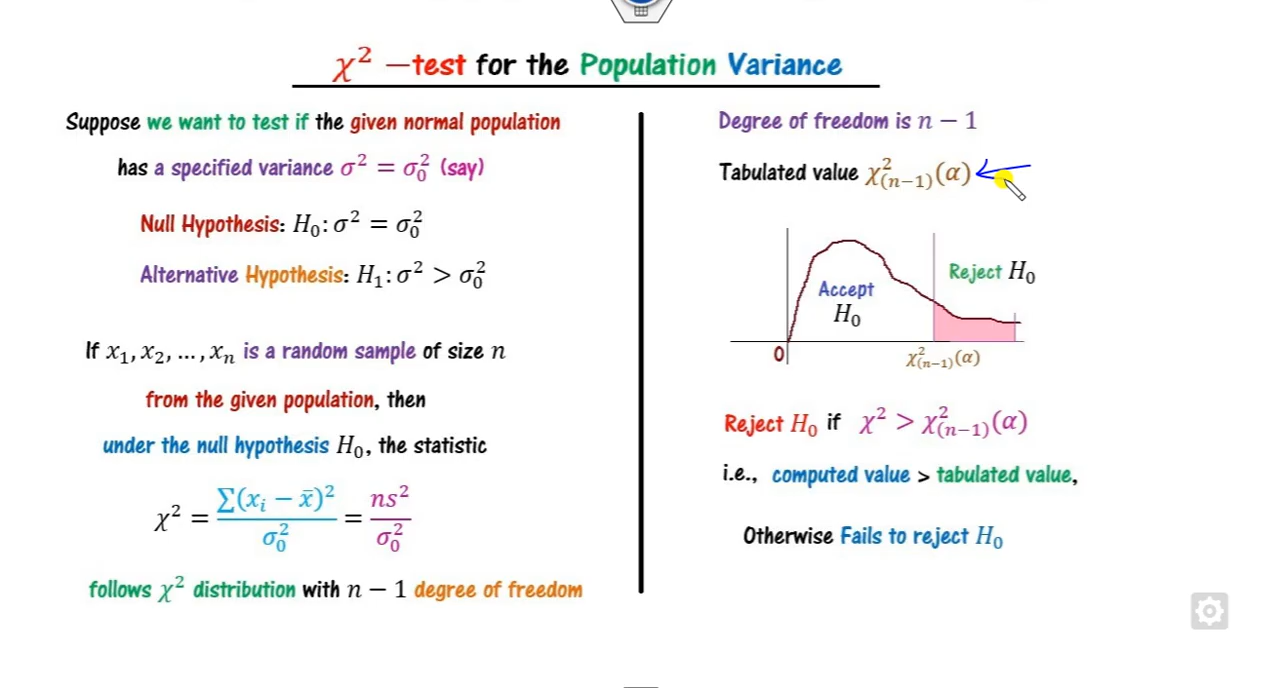 χ² –test for the Population Variance
Suppose we want to test if the given normal population
has a specified variance σ² = σ₀² (say)
Null Hypothesis: H₀: σ² = σ₀²
Alternative Hypothesis: H₁: σ² > σ₀²
If x₁, x₂, …, xₙ is a random sample of size n
from the given population, then
under the null hypothesis H₀, the statistic
χ² = ∑(xᵢ − x̄)² / σ₀² = ns² / σ₀²
follows χ² distribution with n − 1 degree of freedom
Degree of freedom is n − 1
Tabulated value χ²₍ₙ₋₁₎(α)
Reject H₀
Accept
H₀
0
χ²₍ₙ₋₁₎(α)
Reject H₀ if χ² > χ²₍ₙ₋₁₎(α)
i.e., computed value > tabulated value,
Otherwise Fails to reject H₀